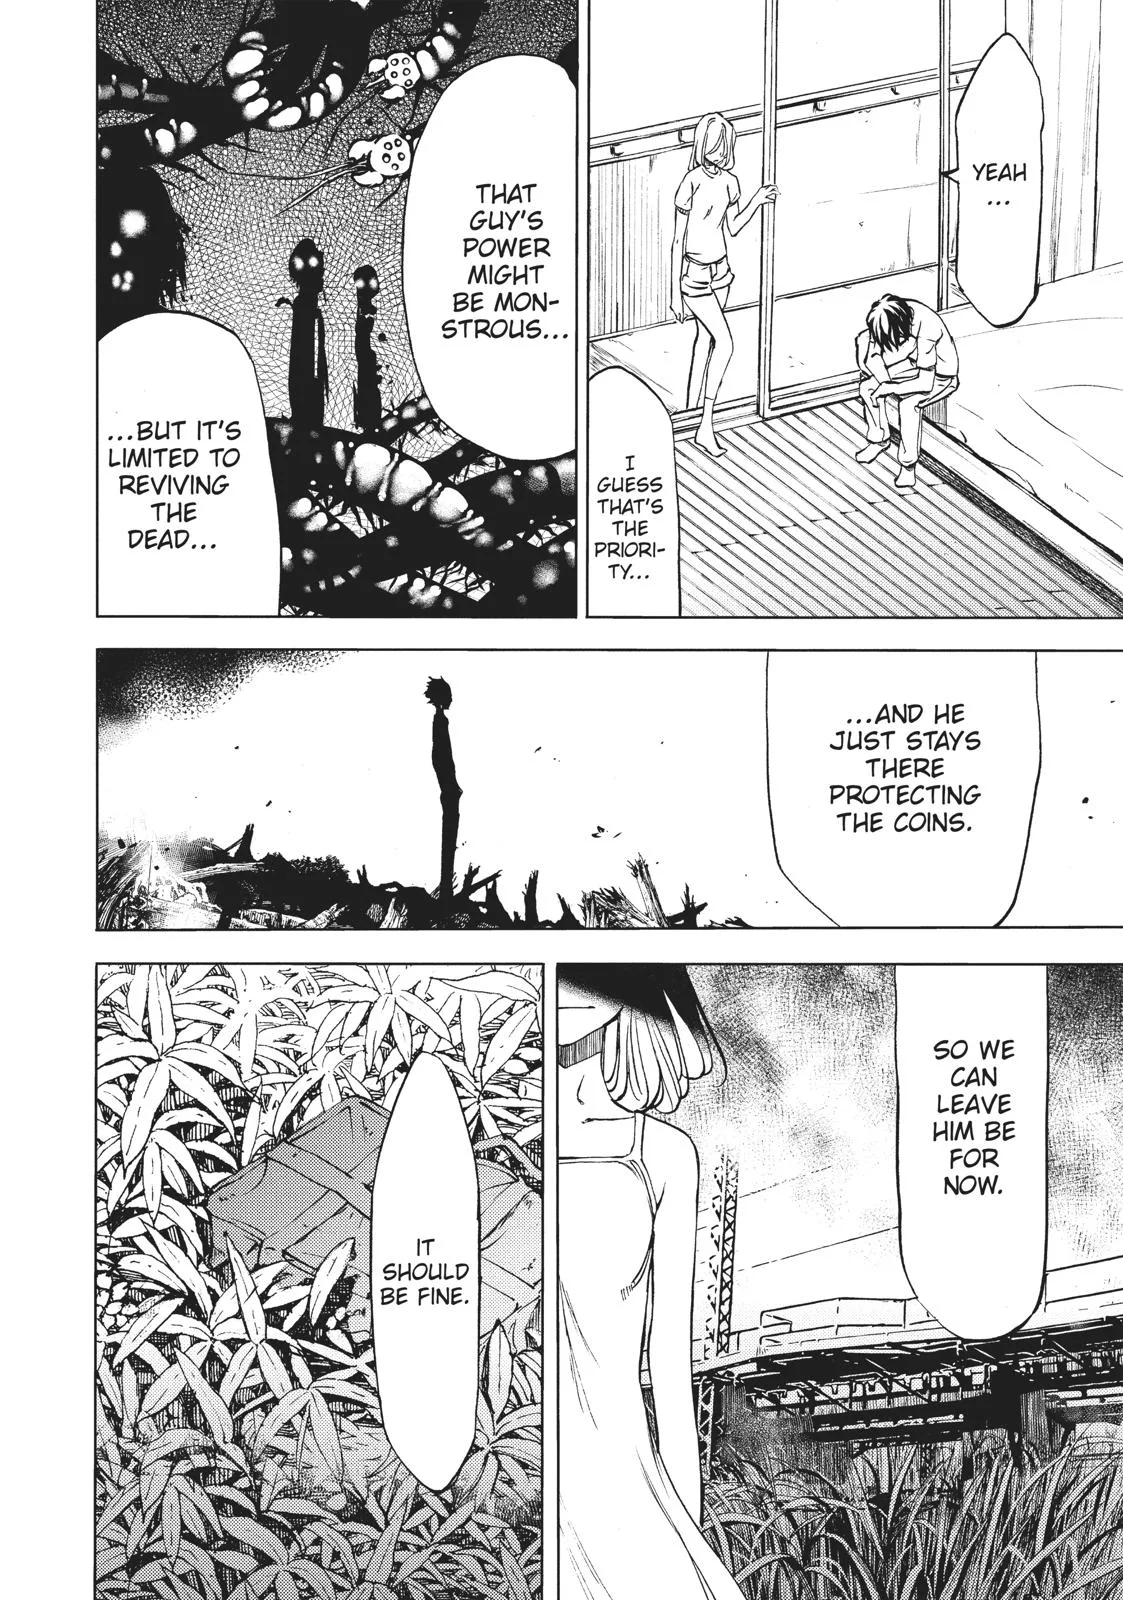 YEAH
...
I
GUESS
THAT'S
THE
PRIORI-
TY...
THAT
GUY'S
POWER
MIGHT
BE MON-
STROUS...
...BUT IT'S
LIMITED TO
REVIVING
THE
DEAD...
...AND HE
JUST STAYS
THERE
PROTECTING
THE COINS.
SO WE
CAN
LEAVE
HIM BE
FOR
NOW.
IT
SHOULD
BE FINE.